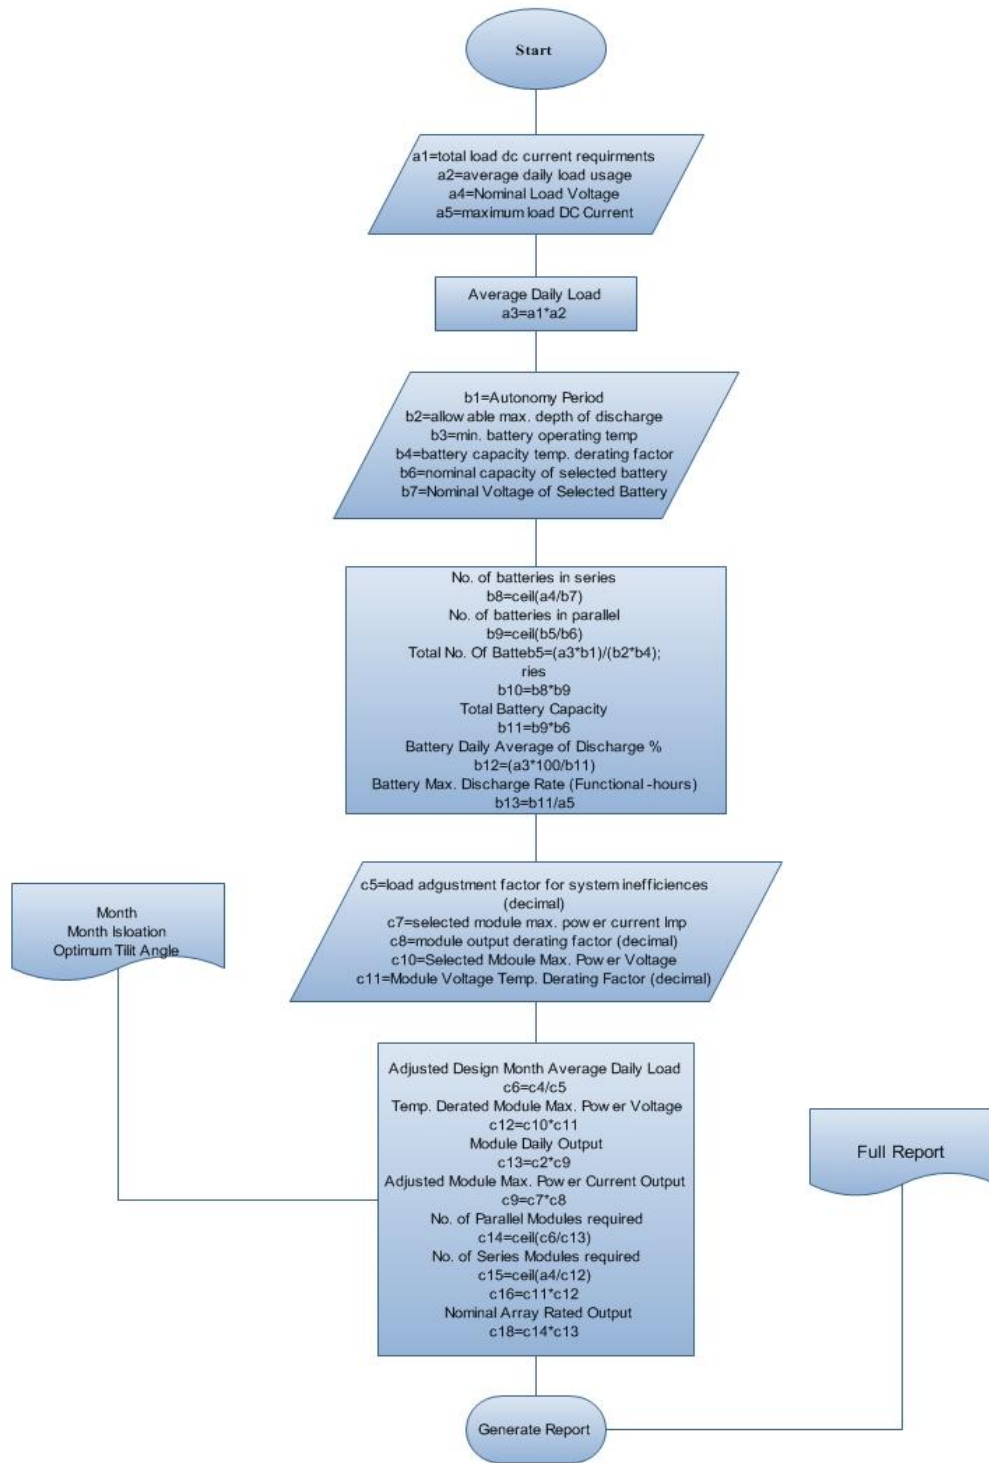 Start
a1=total load dc current requirments
a2=average daily load usage
a4=Nominal Load Voltage
a5=maximum load DC Current
Average Daily Load
a3=a1*a2
b1=Autonomy Period
b2=allowable max. depth of discharge
b3=min. battery operating temp
b4=battery capacity temp. derating factor
b6=nominal capacity of selected battery
b7=Nominal Voltage of Selected Battery
No. of batteries in series
b8=ceil(a4/b7)
No. of batteries in parallel
b9=ceil(b5/b6)
Total No. Of Batteb5=(a3*b1)/(b2*b4);
ries
b10=b8*b9
Total Battery Capacity
b11=b9*b6
Battery Daily Average of Discharge %
b12=(a3*100/b11)
Battery Max. Discharge Rate (Functional -hours)
b13=b11/a5
c5=load adgustment factor for system inefficiences
(decimal)
c7=selected module max. power current Imp
c8=module output derating factor (decimal)
c10=Selected Mdoule Max. Power Voltage
c11=Module Voltage Temp. Derating Factor (decimal)
Month
Month Isloation
Optimum Tilit Angle
Adjusted Design Month Average Daily Load
c6=c4/c5
Temp. Derated Module Max. Power Voltage
c12=c10*c11
Module Daily Output
c13=c2*c9
Adjusted Module Max. Power Current Output
c9=c7*c8
No. of Parallel Modules required
c14=ceil(c6/c13)
No. of Series Modules required
c15=ceil(a4/c12)
c16=c11*c12
Nominal Array Rated Output
c18=c14*c13
Full Report
Generate Report